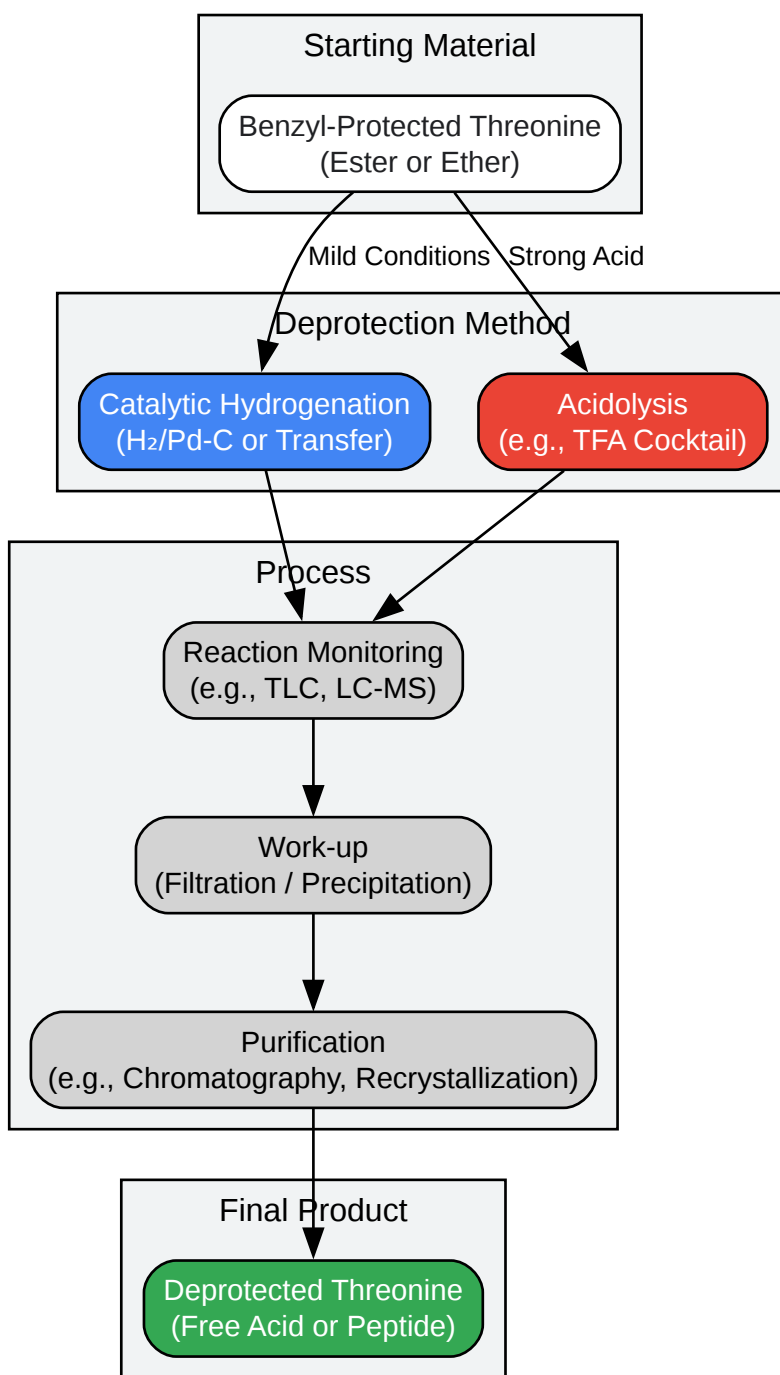 Starting Material
Benzyl-Protected Threonine
(Ester or Ether)
Mild Conditions
Strong Acid
Deprotection Method
Catalytic Hydrogenation
(H₂/Pd-C or Transfer)
Acidolysis
(e.g., TFA Cocktail)
Process
Reaction Monitoring
(e.g., TLC, LC-MS)
Work-up
(Filtration / Precipitation)
Purification
(e.g., Chromatography, Recrystallization)
Final Product
Deprotected Threonine
(Free Acid or Peptide)